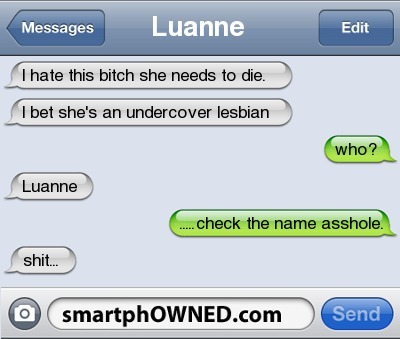 Messages
Luanne
Edit
I hate this bitch she needs to die.
I bet she's an undercover lesbian
who?
Luanne
.....check the name asshole.
shit...
smartphOWNED.com
Send